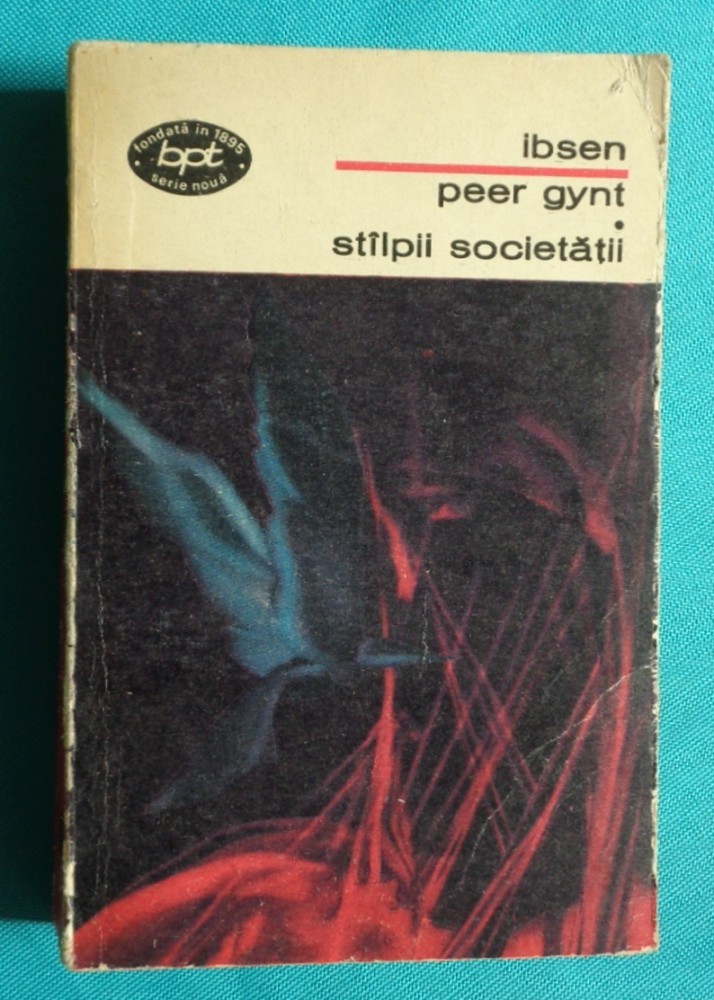 fondată în 1895
bpt
serie nouă
ibsen
peer gynt
•
stîlpii societății